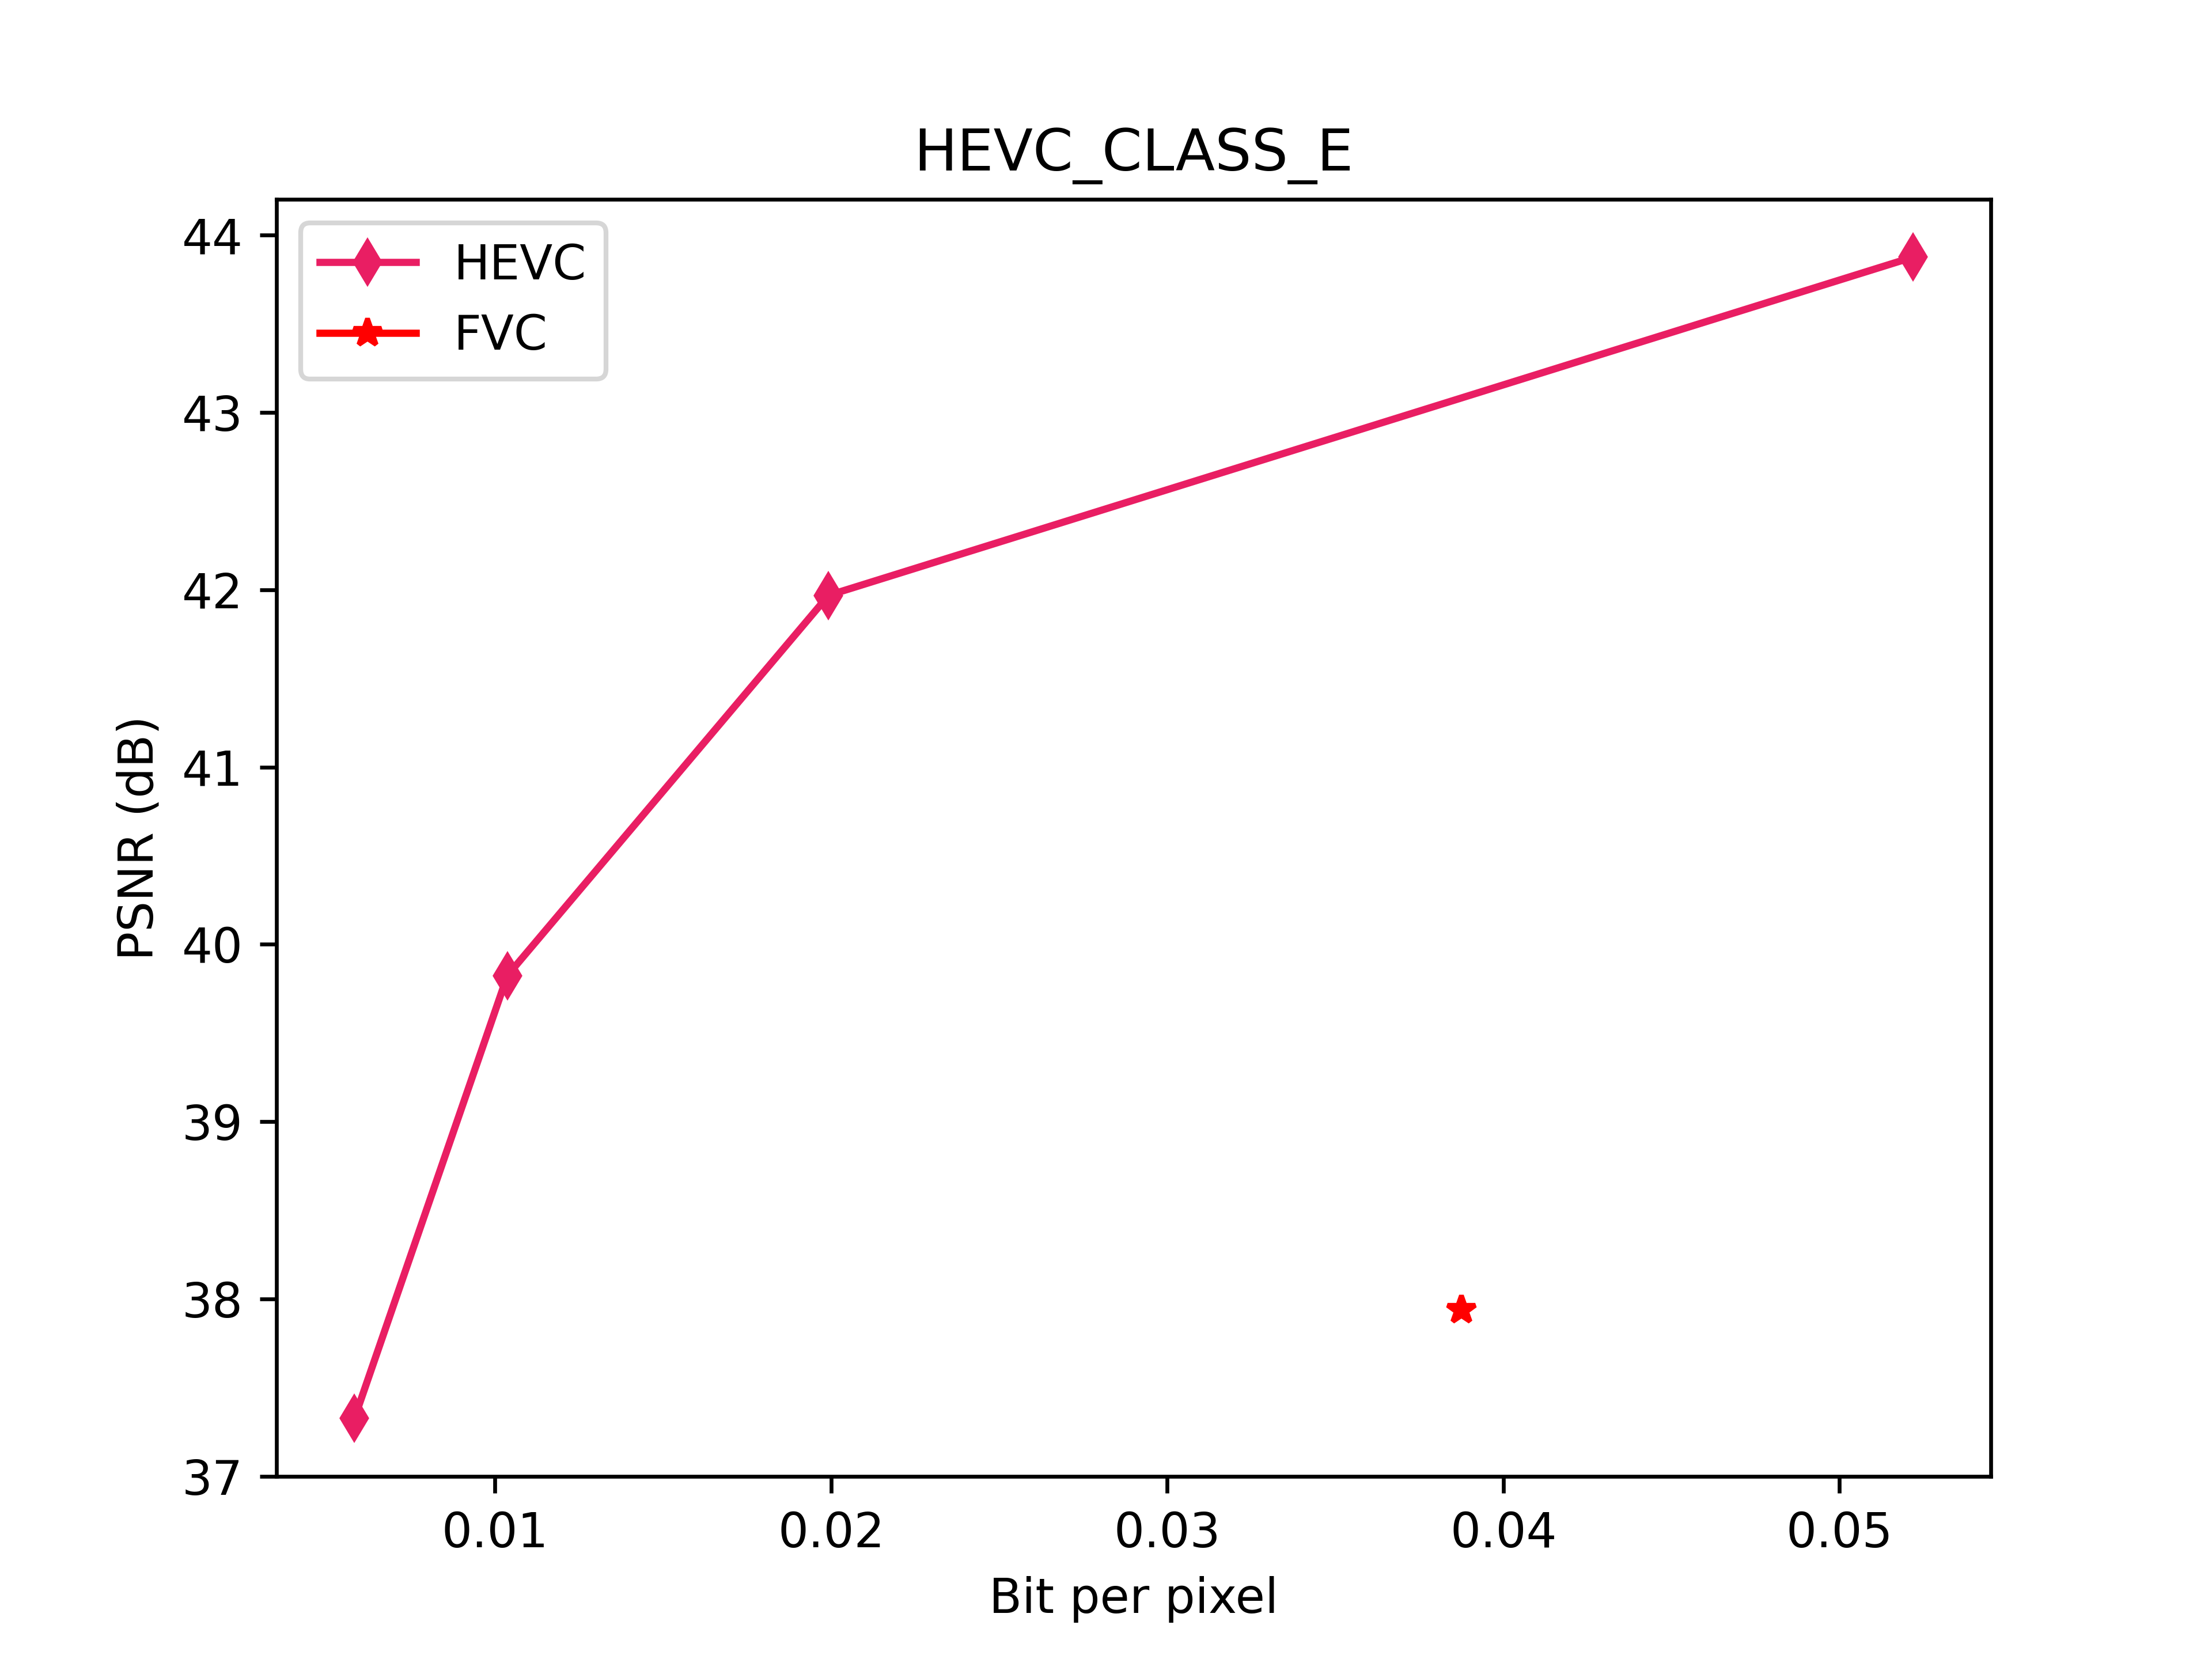 HEVC_CLASS_E
HEVC
FVC
44
43
42
41
40
39
38
37
PSNR (dB)
0.01 0.02 0.03 0.04 0.05
Bit per pixel